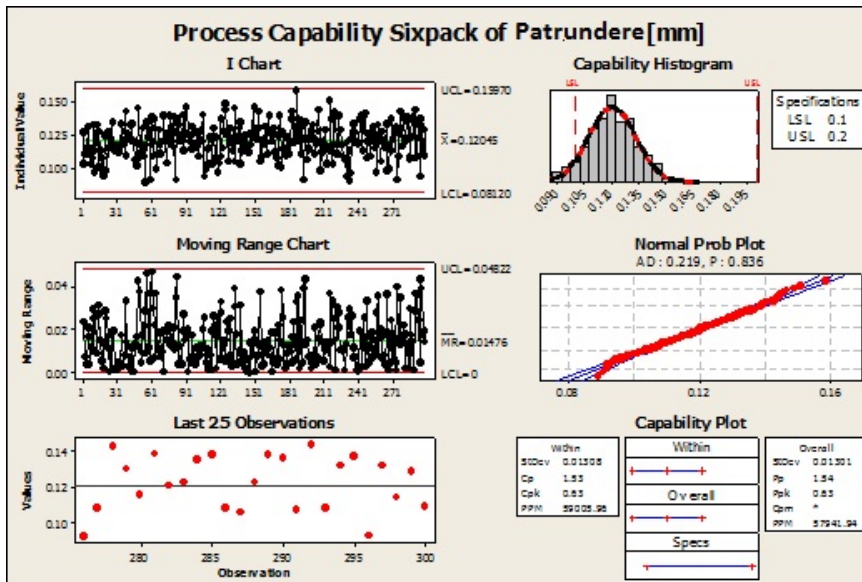 Process Capability Sixpack of Patrundere[mm]
I Chart
Individual Value
0.150
0.125
0.100
1 31 61 91 121 151 181 211 241 271
UCL=0.15970
X=0.12045
LCL=0.08120
Capability Histogram
LSL USL
0.090 0.105 0.120 0.135 0.150 0.165 0.180 0.195
Specifications
LSL 0.1
USL 0.2
Moving Range Chart
Moving Range
0.04
0.02
0.00
1 31 61 91 121 151 181 211 241 271
UCL=0.04822
MR=0.01476
LCL=0
Normal Prob Plot
AD: 0.219, P: 0.836
0.08 0.12 0.16
Last 25 Observations
Values
0.14
0.12
0.10
280 285 290 295 300
Observation
Capability Plot
Within
StDev 0.01308
Cp 1.53
Cpk 0.63
PPM 59005.96
Within
Overall
Specs
Overall
StDev 0.01301
Pp 1.54
Ppk 0.63
Cpm *
PPM 57941.94